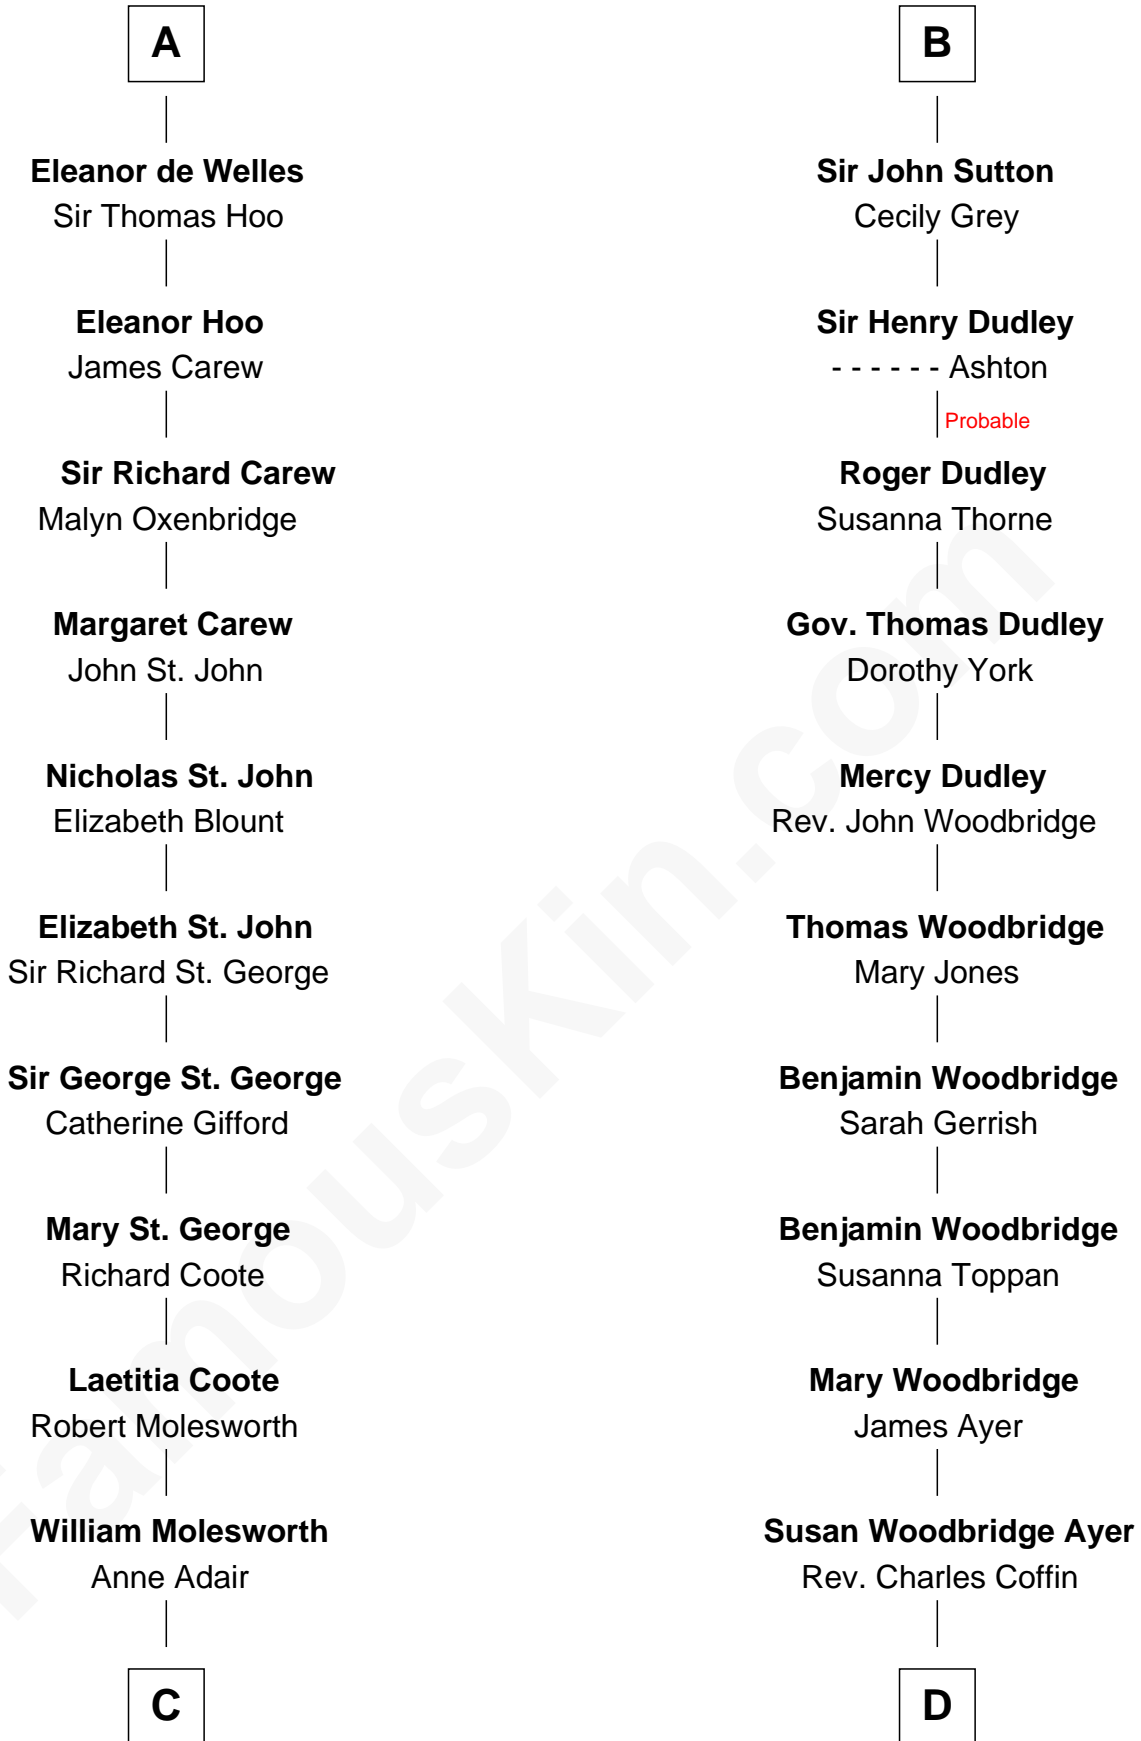 A
Eleanor de Welles
Sir Thomas Hoo
Eleanor Hoo
James Carew
Sir Richard Carew
Malyn Oxenbridge
Margaret Carew
John St. John
Nicholas St. John
Elizabeth Blount
Elizabeth St. John
Sir Richard St. George
Sir George St. George
Catherine Gifford
Mary St. George
Richard Coote
Laetitia Coote
Robert Molesworth
William Molesworth
Anne Adair
C
B
Sir John Sutton
Cecily Grey
Sir Henry Dudley
- - - - - - Ashton
Probable
Roger Dudley
Susanna Thorne
Gov. Thomas Dudley
Dorothy York
Mercy Dudley
Rev. John Woodbridge
Thomas Woodbridge
Mary Jones
Benjamin Woodbridge
Sarah Gerrish
Benjamin Woodbridge
Susanna Toppan
Mary Woodbridge
James Ayer
Susan Woodbridge Ayer
Rev. Charles Coffin
D
FamousKin.com